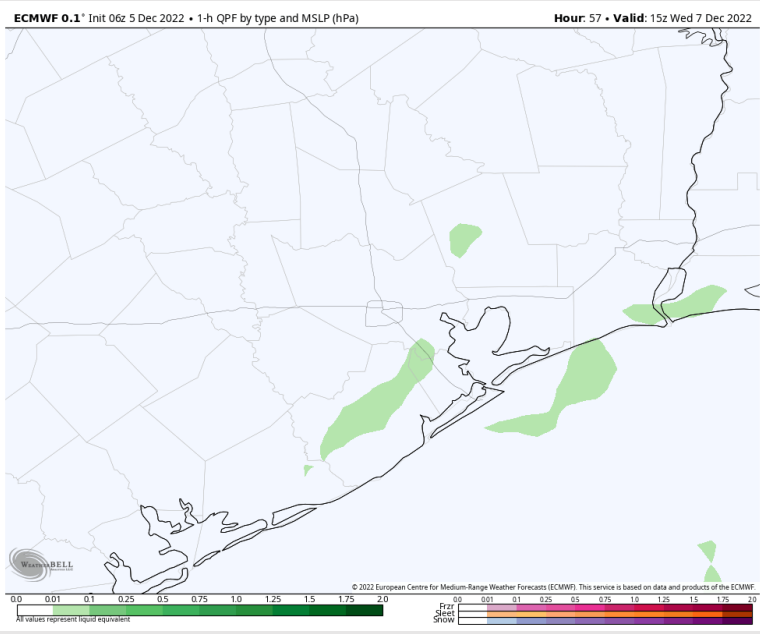 ECMWF 0.1° Init 06z 5 Dec 2022 • 1-h QPF by type and MSLP (hPa)
Hour: 57 • Valid: 15z Wed 7 Dec 2022
WEATHERBELL
© 2022 European Centre for Medium-Range Weather Forecasts (ECMWF). This service is based on data and products of the ECMWF.
0.0 0.01 0.1 0.25 0.5 0.75 1.0 1.25 1.5 1.75 2.0
All values represent liquid equivalent
0.0 0.01 0.1 0.25 0.5 0.75 1.0 1.25 1.5 1.75 2.0
Frzr
Sleet
Snow